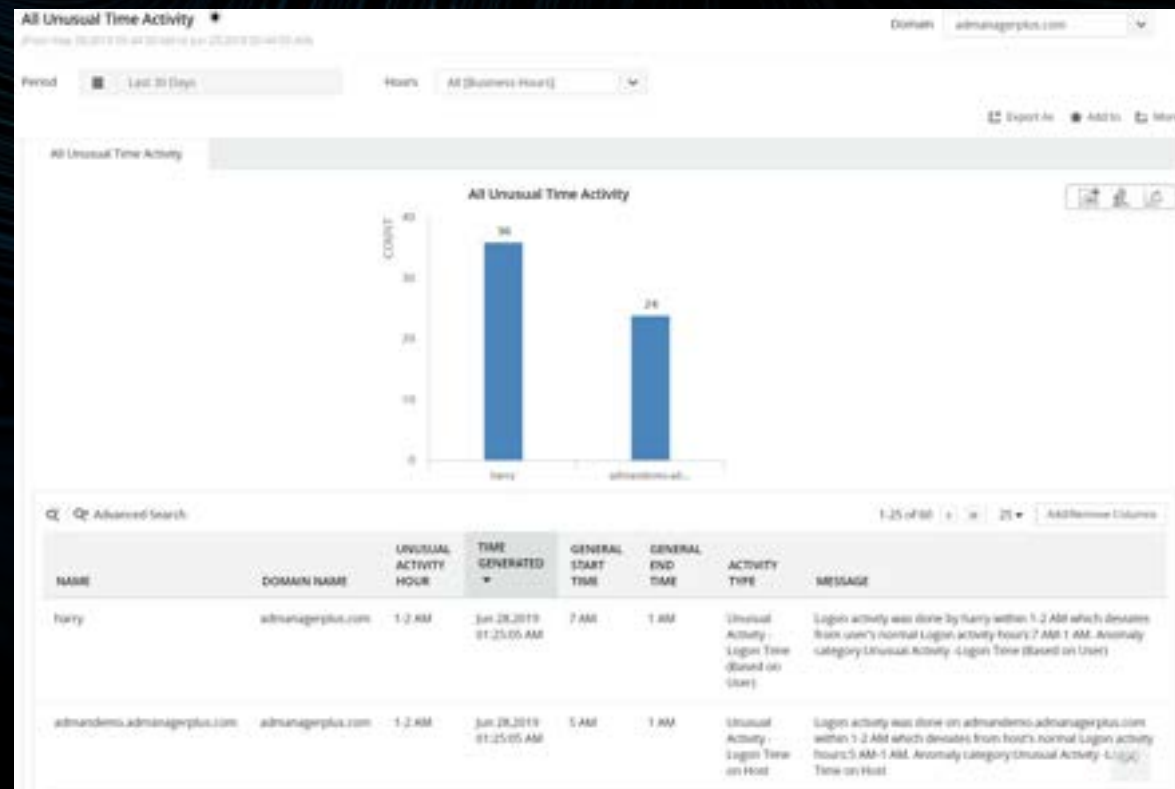 All Unusual Time Activity
Domain admanagerplus.com
Period Last 30 Days Hours All [Business Hours]
Export As Add to More
All Unusual Time Activity
All Unusual Time Activity
COUNT
40
30
20
10
0
36
24
harry admandemo.ad...
Advanced Search 1-25 of 60 25 Add/Remove Columns
NAME DOMAIN NAME UNUSUAL ACTIVITY HOUR TIME GENERATED GENERAL START TIME GENERAL END TIME ACTIVITY TYPE MESSAGE
harry admanagerplus.com 1-2 AM Jun 28,2019 7 AM 1 AM Unusual Logon activity was done by harry within 1-2 AM which deviates
01:25:05 AM Activity - from user's normal Logon activity hours:7 AM-1 AM. Anomaly
Logon Time category:Unusual Activity -Logon Time (Based on User)
(Based on
User)
admandemo.admanagerplus.com admanagerplus.com 1-2 AM Jun 28,2019 5 AM 1 AM Unusual Logon activity was done on admandemo.admanagerplus.com
01:25:05 AM Activity - within 1-2 AM which deviates from host's normal Logon activity
Logon Time hours:5 AM-1 AM. Anomaly category:Unusual Activity -Logon
on Host Time on Host